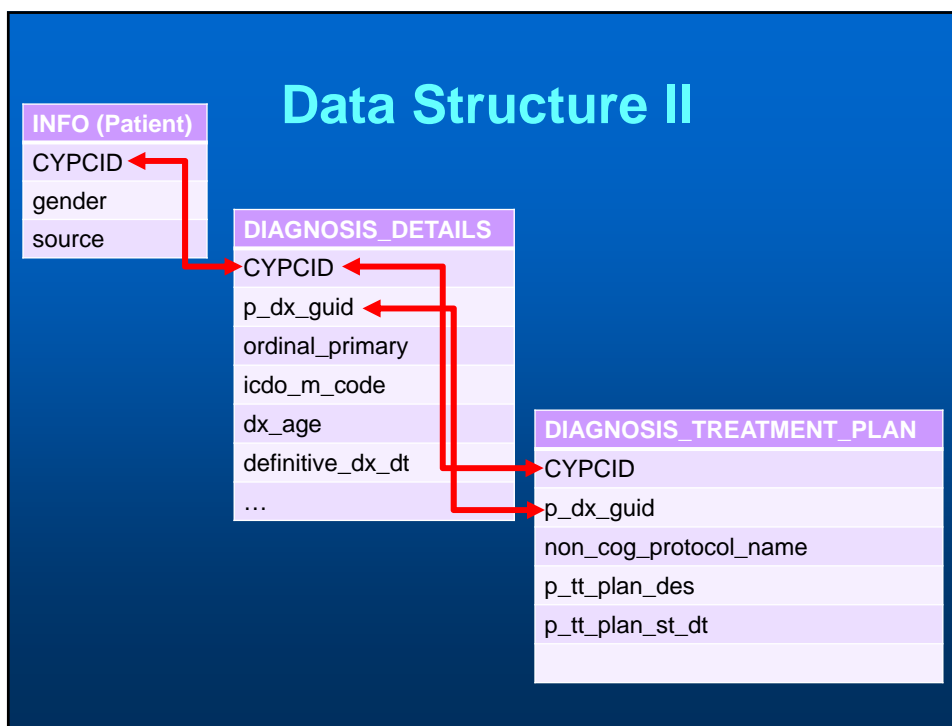 Data Structure II
INFO (Patient)
CYPCID
gender
source
DIAGNOSIS_DETAILS
CYPCID
p_dx_guid
ordinal_primary
icdo_m_code
dx_age
definitive_dx_dt
…
DIAGNOSIS_TREATMENT_PLAN
CYPCID
p_dx_guid
non_cog_protocol_name
p_tt_plan_des
p_tt_plan_st_dt